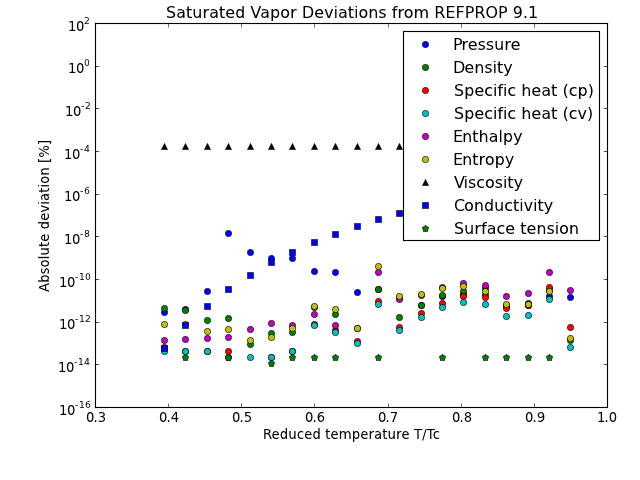 Saturated Vapor Deviations from REFPROP 9.1
10^2
10^0
10^-2
10^-4
10^-6
10^-8
10^-10
10^-12
10^-14
10^-16
Absolute deviation [%]
Pressure
Density
Specific heat (cp)
Specific heat (cv)
Enthalpy
Entropy
Viscosity
Conductivity
Surface tension
0.3 0.4 0.5 0.6 0.7 0.8 0.9 1.0
Reduced temperature T/Tc